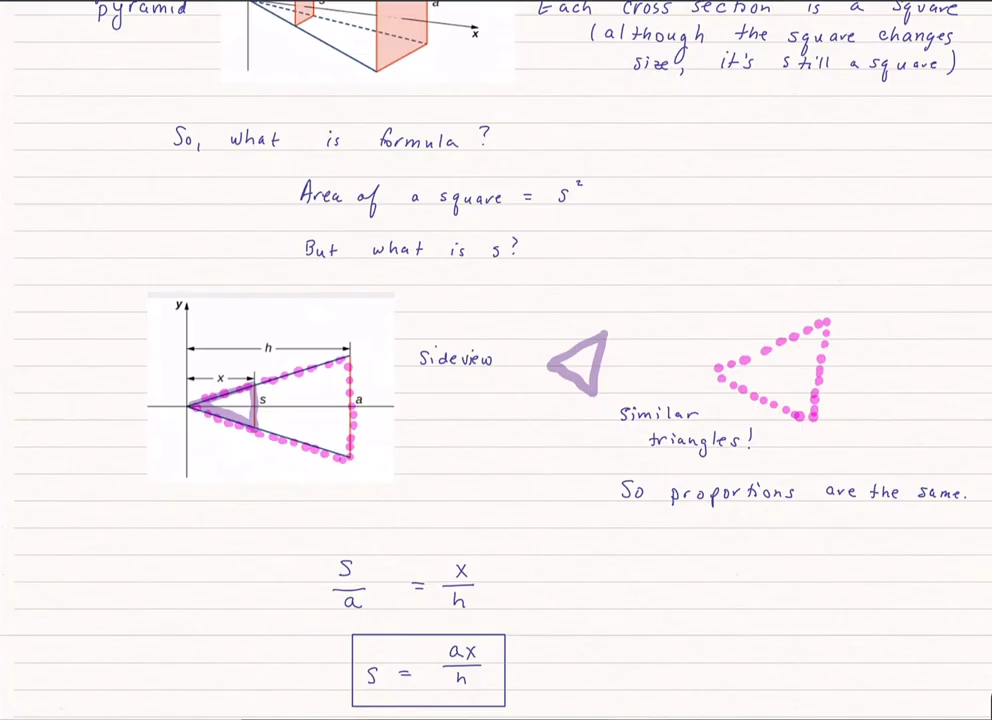 pyramid
Each cross section is a square
(although the square changes
size, it's still a square)
x
a
So, what is formula?
Area of a square = s²
But what is s?
y
h
x
s
a
Sideview
Similar
triangles!
So proportions are the same.
s/a = x/h
s = ax/h